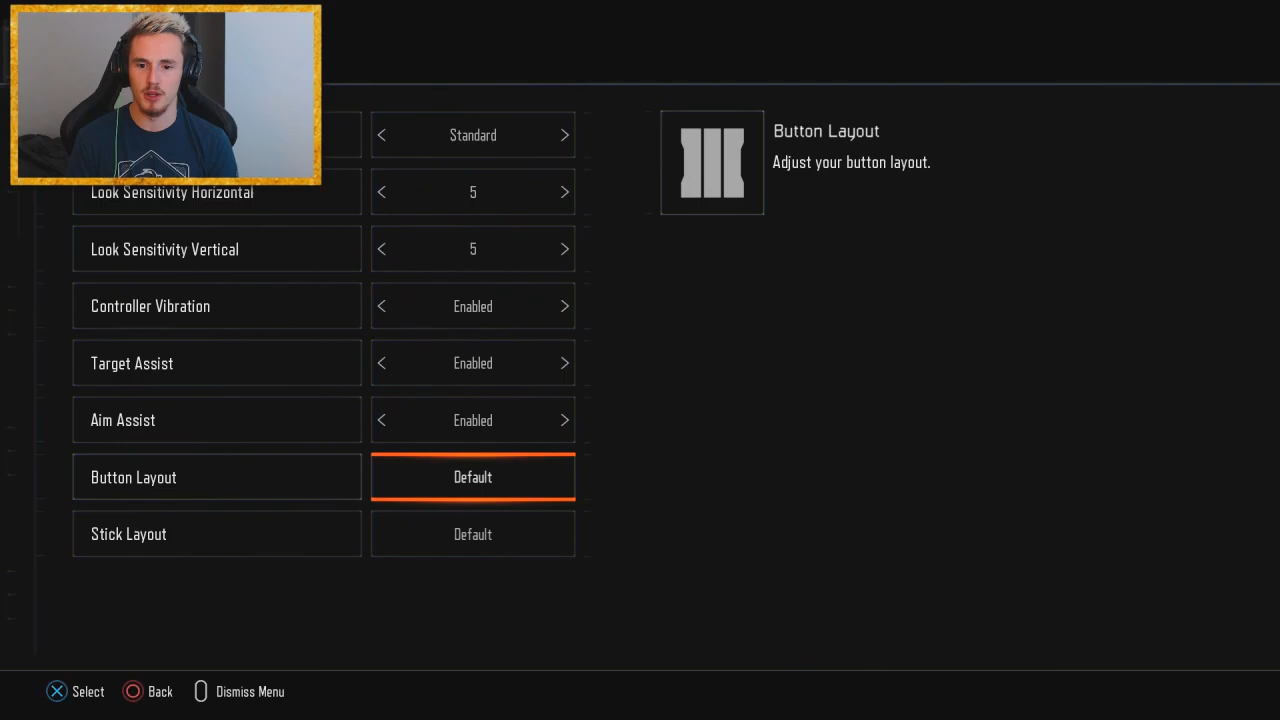 Standard
Look Sensitivity Horizontal 5
Look Sensitivity Vertical 5
Controller Vibration Enabled
Target Assist Enabled
Aim Assist Enabled
Button Layout Default
Stick Layout Default
Button Layout
Adjust your button layout.
Select Back Dismiss Menu